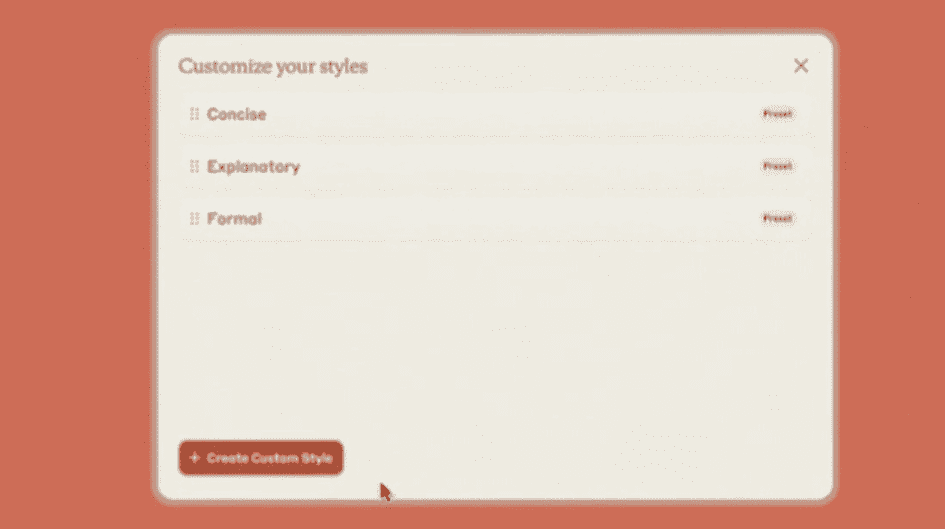 Customize your styles
Concise
Preset
Explanatory
Preset
Formal
Preset
+ Create Custom Style